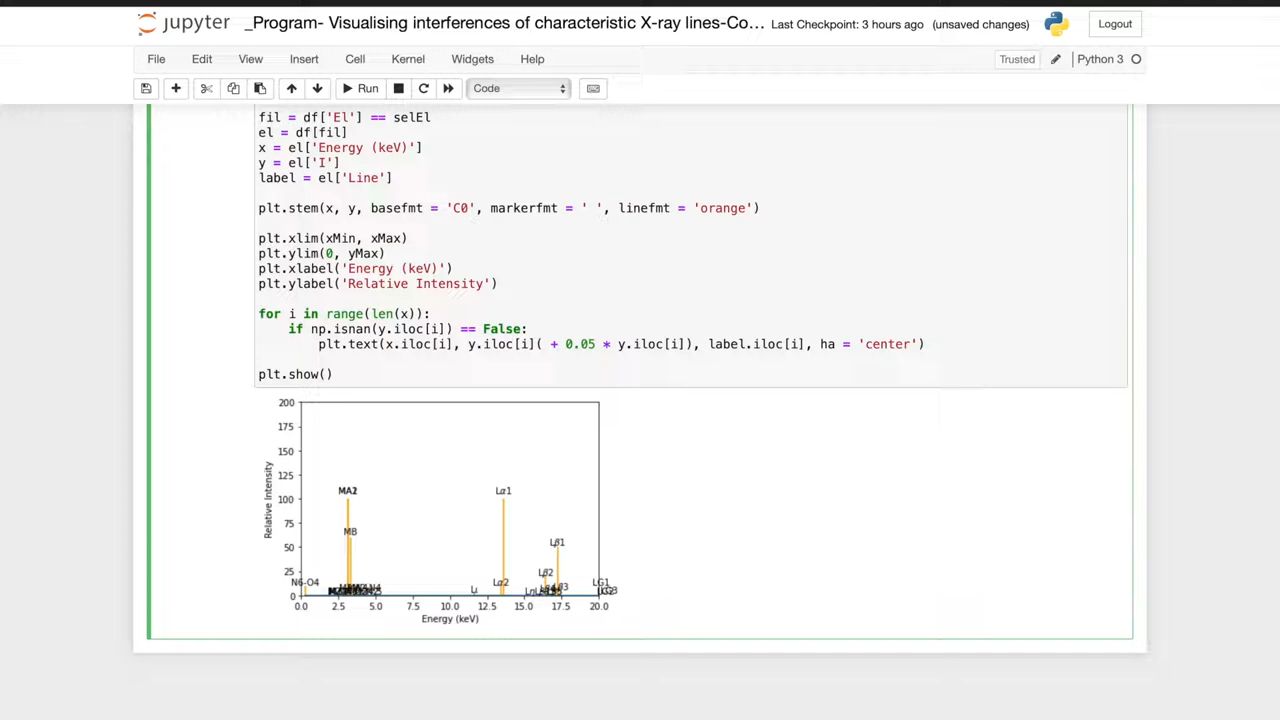 jupyter _Program- Visualising interferences of characteristic X-ray lines-Co... Last Checkpoint: 3 hours ago (unsaved changes) Logout
File Edit View Insert Cell Kernel Widgets Help Trusted Python 3
Run Code
fil = df['El'] == selEl
el = df[fil]
x = el['Energy (keV)']
y = el['I']
label = el['Line']
plt.stem(x, y, basefmt = 'C0', markerfmt = ' ', linefmt = 'orange')
plt.xlim(xMin, xMax)
plt.ylim(0, yMax)
plt.xlabel('Energy (keV)')
plt.ylabel('Relative Intensity')
for i in range(len(x)):
if np.isnan(y.iloc[i]) == False:
plt.text(x.iloc[i], y.iloc[i]( + 0.05 * y.iloc[i]), label.iloc[i], ha = 'center')
plt.show()
200
175
150
125
100
75
50
25
0
Relative Intensity
Lα1
MB
Lβ1
Lβ2
N6-O4
Lα2
LG1
0.0 2.5 5.0 7.5 10.0 12.5 15.0 17.5 20.0
Energy (keV)